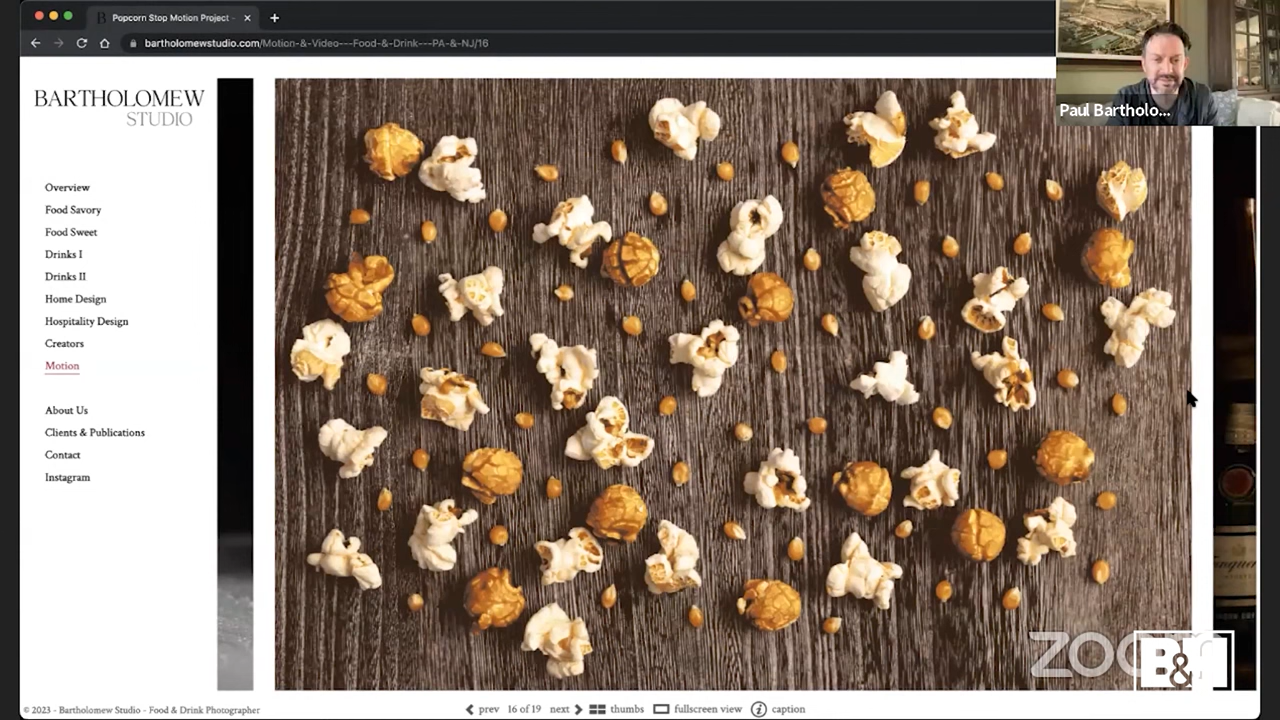 Popcorn Stop Motion Project -
bartholomewstudio.com/Motion-&-Video---Food-&-Drink---PA-&-NJ/16
Paul Bartholo...
BARTHOLOMEW
STUDIO
Overview
Food Savory
Food Sweet
Drinks I
Drinks II
Home Design
Hospitality Design
Creators
Motion
About Us
Clients & Publications
Contact
Instagram
B&H
© 2023 - Bartholomew Studio - Food & Drink Photographer
prev 16 of 19 next thumbs fullscreen view caption